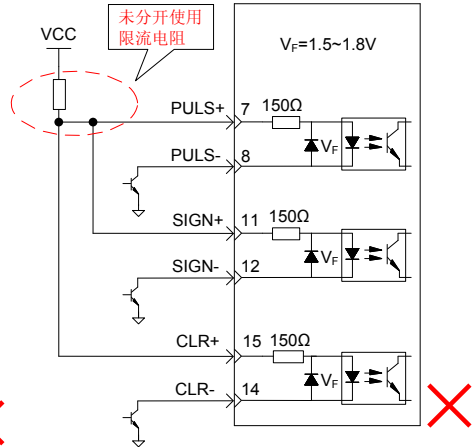 未分开使用
限流电阻
VCC
VF=1.5~1.8V
PULS+ 7 150Ω
PULS- 8 VF
SIGN+ 11 150Ω
SIGN- 12 VF
CLR+ 15 150Ω
CLR- 14 VF